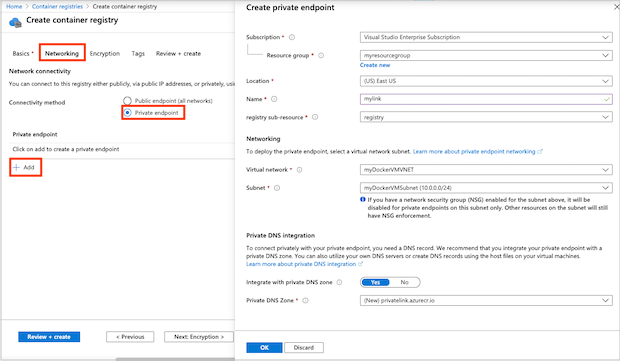 Home > Container registries > Create container registry
Create container registry
Basics * Networking Encryption Tags Review + create
Network connectivity
You can connect to this registry either publicly, via public IP addresses, or privately, using
Connectivity method
Public endpoint (all networks)
Private endpoint
Private endpoint
Click on add to create a private endpoint
+ Add
Review + create
< Previous
Next: Encryption >
Create private endpoint
Subscription *
Visual Studio Enterprise Subscription
Resource group *
myresourcegroup
Create new
Location *
(US) East US
Name *
mylink
registry sub-resource *
registry
Networking
To deploy the private endpoint, select a virtual network subnet. Learn more about private endpoint networking
Virtual network *
myDockerVMVNET
Subnet *
myDockerVMSubnet (10.0.0.0/24)
If you have a network security group (NSG) enabled for the subnet above, it will be
disabled for private endpoints on this subnet only. Other resources on the subnet will
still have NSG enforcement.
Private DNS integration
To connect privately with your private endpoint, you need a DNS record. We recommend that you integrate your private endpoint with a
private DNS zone. You can also utilize your own DNS servers or create DNS records using the host files on your virtual machines.
Learn more about private DNS integration
Integrate with private DNS zone
Yes No
Private DNS Zone *
(New) privatelink.azurecr.io
OK
Discard